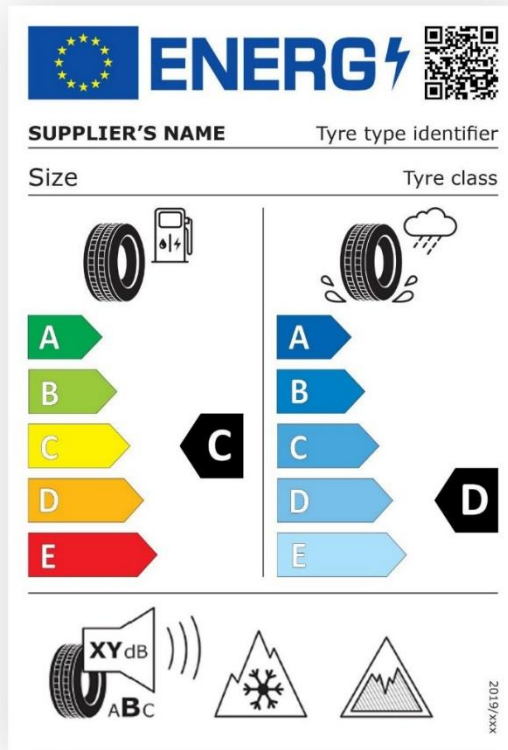 ENERG
SUPPLIER'S NAME Tyre type identifier
Size Tyre class
A A
B B
C C C
D D D
E E
XYdB
ABC
2019/xxx